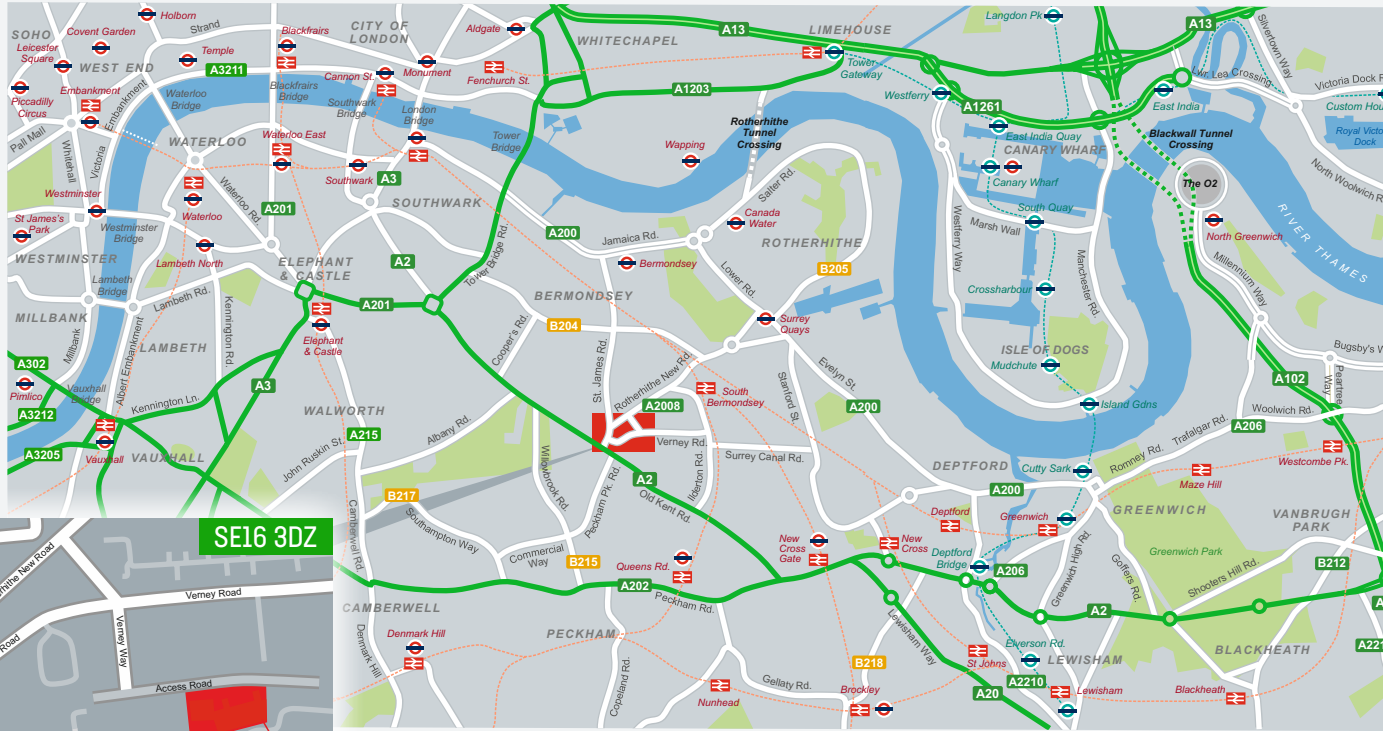 Holborn
Strand
CITY OF
LONDON
Aldgate
WHITECHAPEL
A13
LIMEHOUSE
Langdon Pk
A13
Silvertown Way
SOHO
Covent Garden
Leicester
Square
Temple
Blackfrairs
WEST END
A3211
Cannon St.
Monument
Fenchurch St.
Tower
Gateway
Lwr Lea Crossing
Victoria Dock R
Piccadilly
Circus
Embankment
Embankment
Waterloo
Bridge
Blackfriars
Bridge
Southwark
Bridge
London
Bridge
A1203
Westferry
A1261
East India
Custom Hou
Pall Mall
Whitehall
Victoria
WATERLOO
Waterloo East
Tower
Bridge
Rotherhithe
Tunnel
Crossing
Wapping
East India Quay
CANARY WHARF
Blackwall Tunnel
Crossing
Royal Victor
Dock
Southwark
A3
Salter Rd.
Canary Wharf
The O2
North Woolwich R
Westminster
Waterloo Rd.
A201
SOUTHWARK
Waterloo
Canada
Water
Westferry Way
South Quay
Marsh Wall
RIVER THAMES
St James's
Park
Westminster
Bridge
A200
Jamaica Rd.
ROTHERHITHE
North Greenwich
WESTMINSTER
Lambeth North
ELEPHANT
& CASTLE
A2
Tower Bridge Rd.
Bermondsey
Lower Rd.
B205
Manchester Rd.
Millennium Way
Lambeth
Bridge
Lambeth Rd.
A201
BERMONDSEY
Crossharbour
MILLBANK
Kennington Rd.
Elephant
& Castle
B204
Surrey
Quays
Millbank
LAMBETH
Cooper's Rd.
St. James Rd.
ISLE OF DOGS
Bugsby's W
A302
Albert Embankment
Rotherhithe New Rd
Evelyn St.
Mudchute
Peartree
Way
Pimlico
Vauxhall
Bridge
A3
South
Bermondsey
Stanford St
A102
A3212
Kennington Ln.
WALWORTH
A2008
A200
Island Gdns
Woolwich Rd.
Albany Rd.
A215
Verney Rd.
A206
A3205
Vauxhall
VAUXHALL
John Ruskin St.
Surrey Canal Rd.
Trafalgar Rd.
Romney Rd.
Westcombe Pk.
Willowbrook Rd.
Ilderton Rd.
DEPTFORD
Cutty Sark
Maze Hill
A2
Old Kent Rd.
B217
Peckham Pk. Rd.
A200
Camberwell Rd.
Southampton Way
Deptford
Greenwich
GREENWICH
VANBRUGH
PARK
SE16 3DZ
Commercial
Way
New
Cross
Gate
New
Cross
Deptford
Bridge
Greenwich High Rd.
Greenwich Park
rhithe New Road
B215
Queens Rd.
A206
Goffers Rd.
Shooters Hill Rd.
B212
A202
Peckham Rd.
Verney Road
CAMBERWELL
A2
A
Road
Verney Way
Denmark Hill
Denmark Hill
PECKHAM
Lewisham Way
Elverson Rd.
A221
Access Road
Copeland Rd.
B218
St Johns
LEWISHAM
BLACKHEATH
Gellaty Rd.
A2210
Nunhead
Brockley
A20
Lewisham
Blackheath